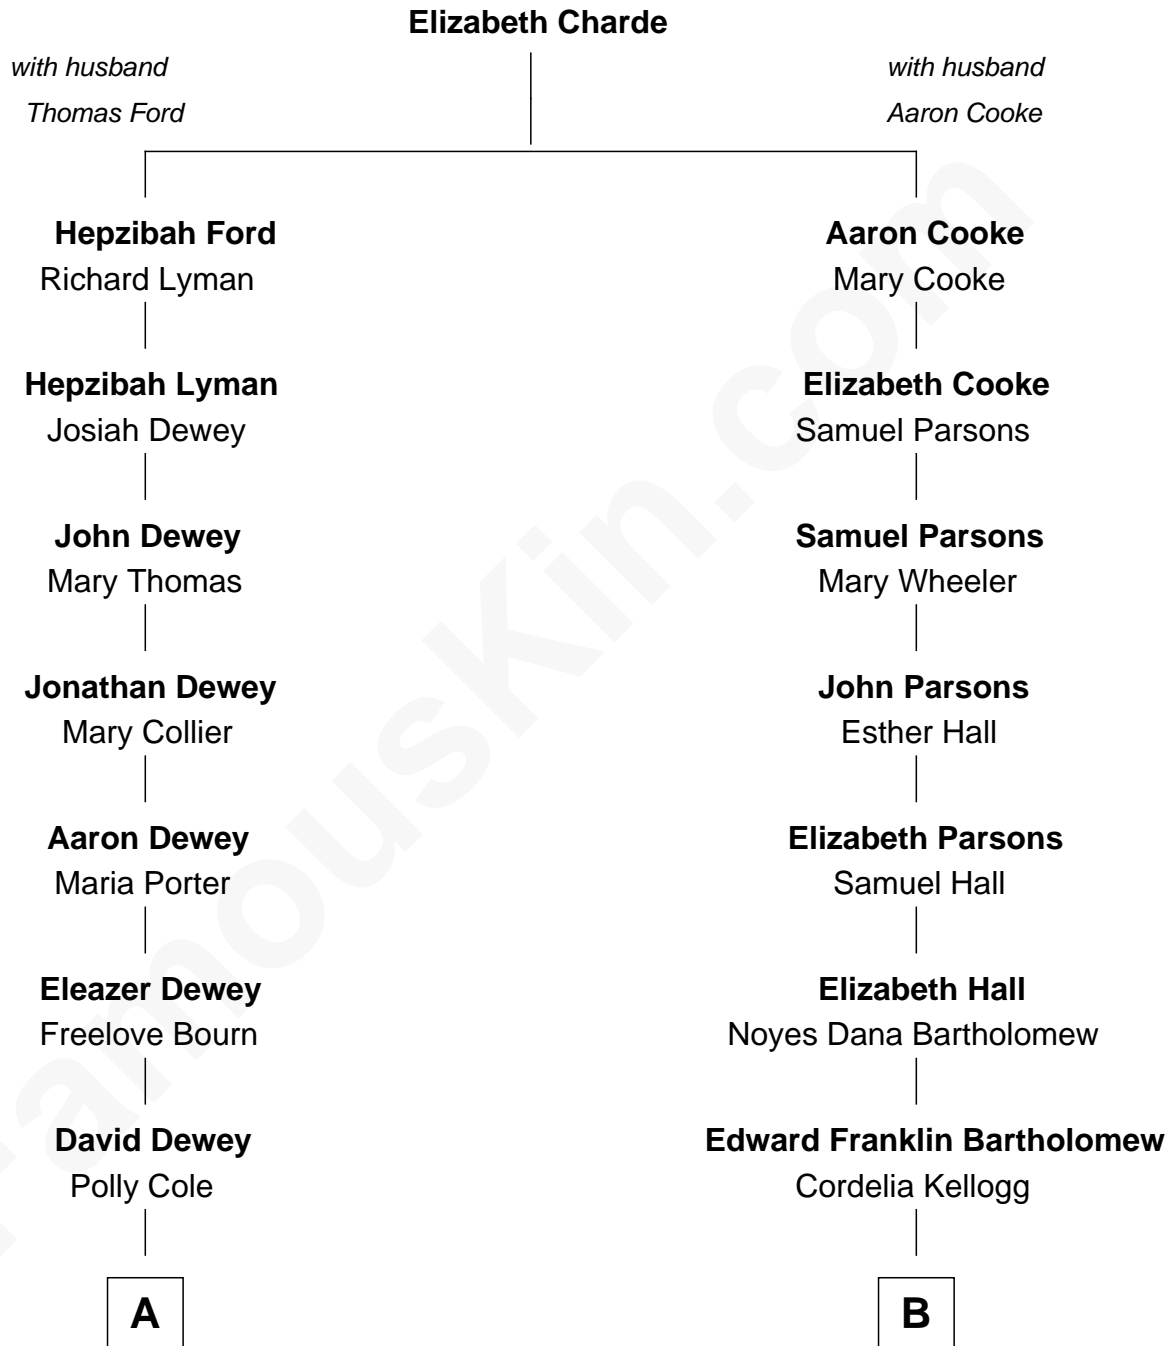 Elizabeth Charde
with husband
Thomas Ford
with husband
Aaron Cooke
Hepzibah Ford
Richard Lyman
Aaron Cooke
Mary Cooke
Hepzibah Lyman
Josiah Dewey
Elizabeth Cooke
Samuel Parsons
John Dewey
Mary Thomas
Samuel Parsons
Mary Wheeler
Jonathan Dewey
Mary Collier
John Parsons
Esther Hall
Aaron Dewey
Maria Porter
Elizabeth Parsons
Samuel Hall
Eleazer Dewey
Freelove Bourn
Elizabeth Hall
Noyes Dana Bartholomew
David Dewey
Polly Cole
Edward Franklin Bartholomew
Cordelia Kellogg
A
B
FamousKin.com